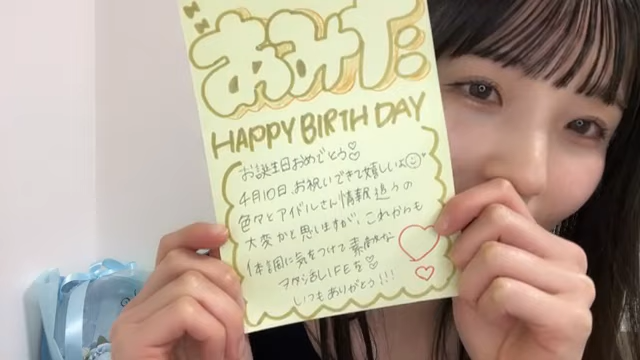 あみた
HAPPY BIRTH DAY
お誕生日おめでとう♡
4月10日、お祝いできて嬉しいよ☺
色々とアイドルさん情報追うの
大変かと思いますが、これからも
体調に気をつけて素敵な
ヲタ活LIFEを♡
いつもありがとう!!!